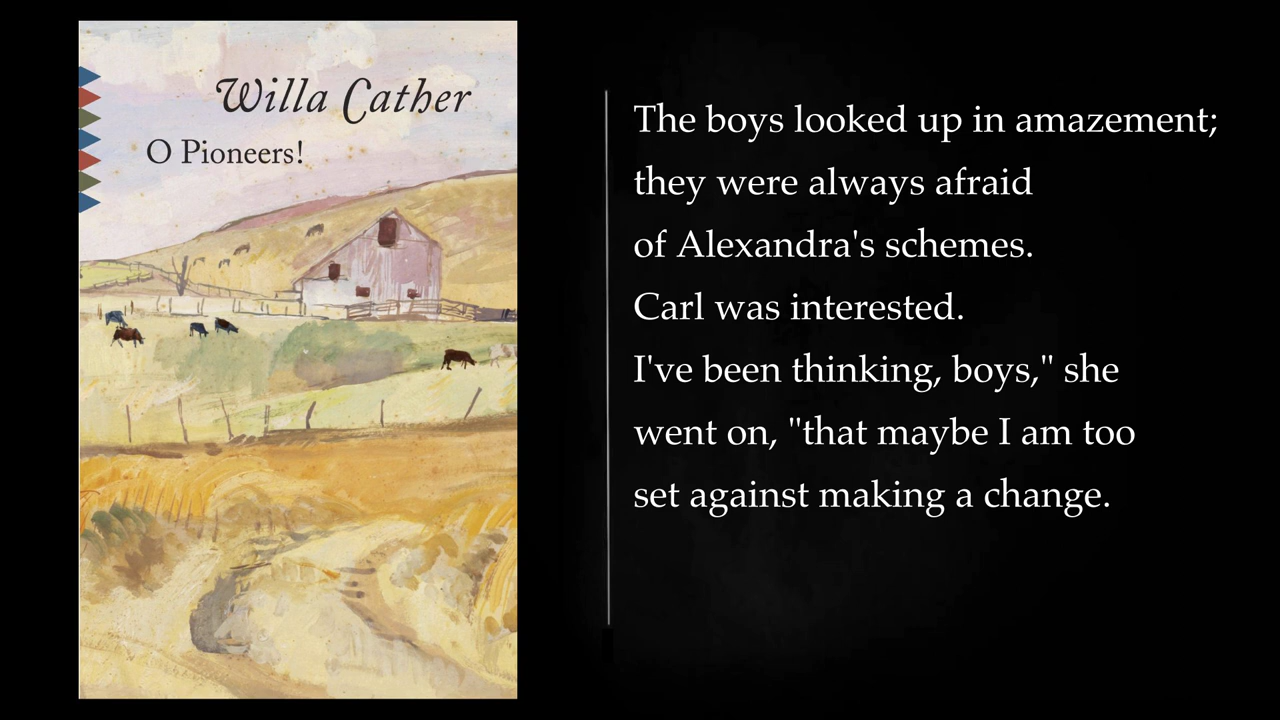 Willa Cather
O Pioneers!
The boys looked up in amazement;
they were always afraid
of Alexandra's schemes.
Carl was interested.
I've been thinking, boys," she
went on, "that maybe I am too
set against making a change.